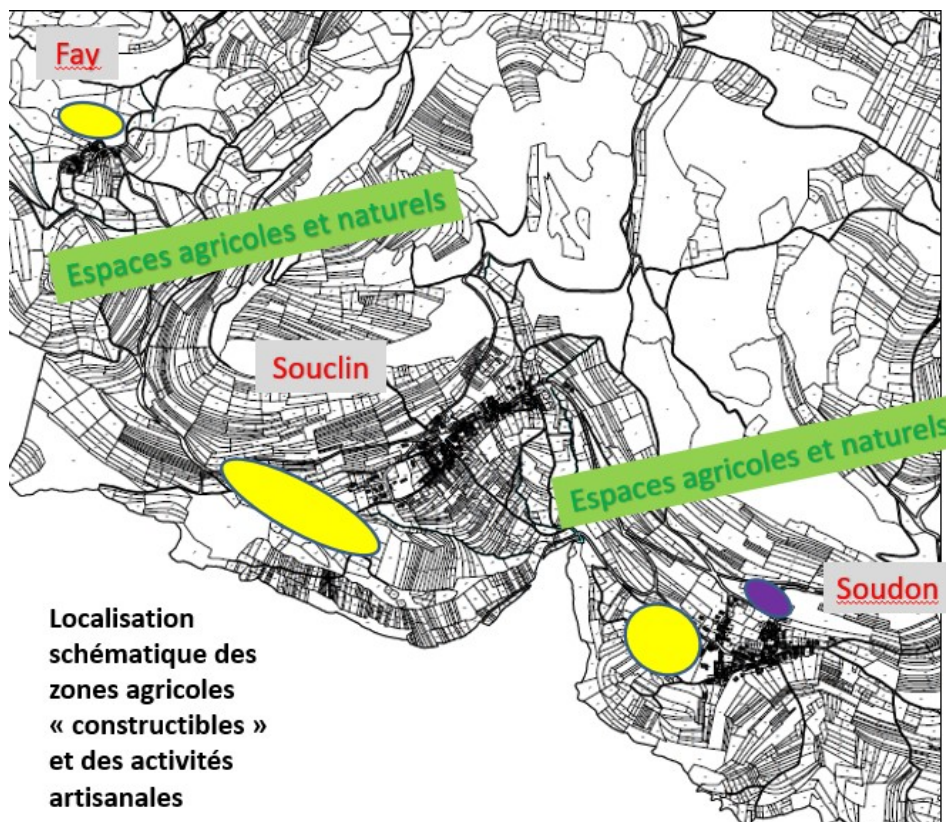 Fay
Espaces agricoles et naturels
Souclin
Espaces agricoles et naturels
Soudon
Localisation
schématique des
zones agricoles
« constructibles »
et des activités
artisanales